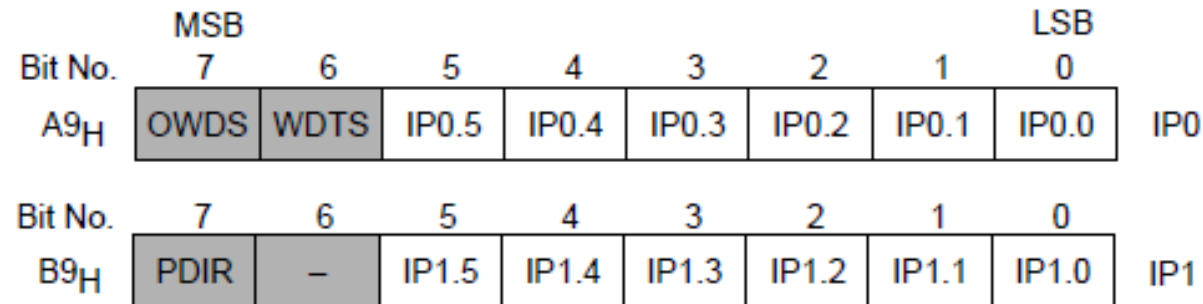 MSB LSB
Bit No. 7 6 5 4 3 2 1 0
A9H OWDS WDTS IP0.5 IP0.4 IP0.3 IP0.2 IP0.1 IP0.0 IP0
Bit No. 7 6 5 4 3 2 1 0
B9H PDIR – IP1.5 IP1.4 IP1.3 IP1.2 IP1.1 IP1.0 IP1